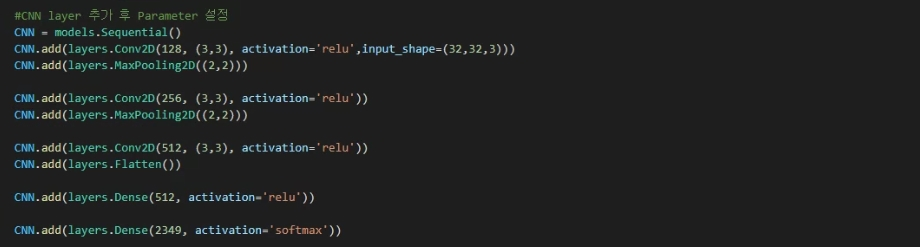 #CNN layer 추가 후 Parameter 설정
CNN = models.Sequential()
CNN.add(layers.Conv2D(128, (3,3), activation='relu',input_shape=(32,32,3)))
CNN.add(layers.MaxPooling2D((2,2)))
CNN.add(layers.Conv2D(256, (3,3), activation='relu'))
CNN.add(layers.MaxPooling2D((2,2)))
CNN.add(layers.Conv2D(512, (3,3), activation='relu'))
CNN.add(layers.Flatten())
CNN.add(layers.Dense(512, activation='relu'))
CNN.add(layers.Dense(2349, activation='softmax'))